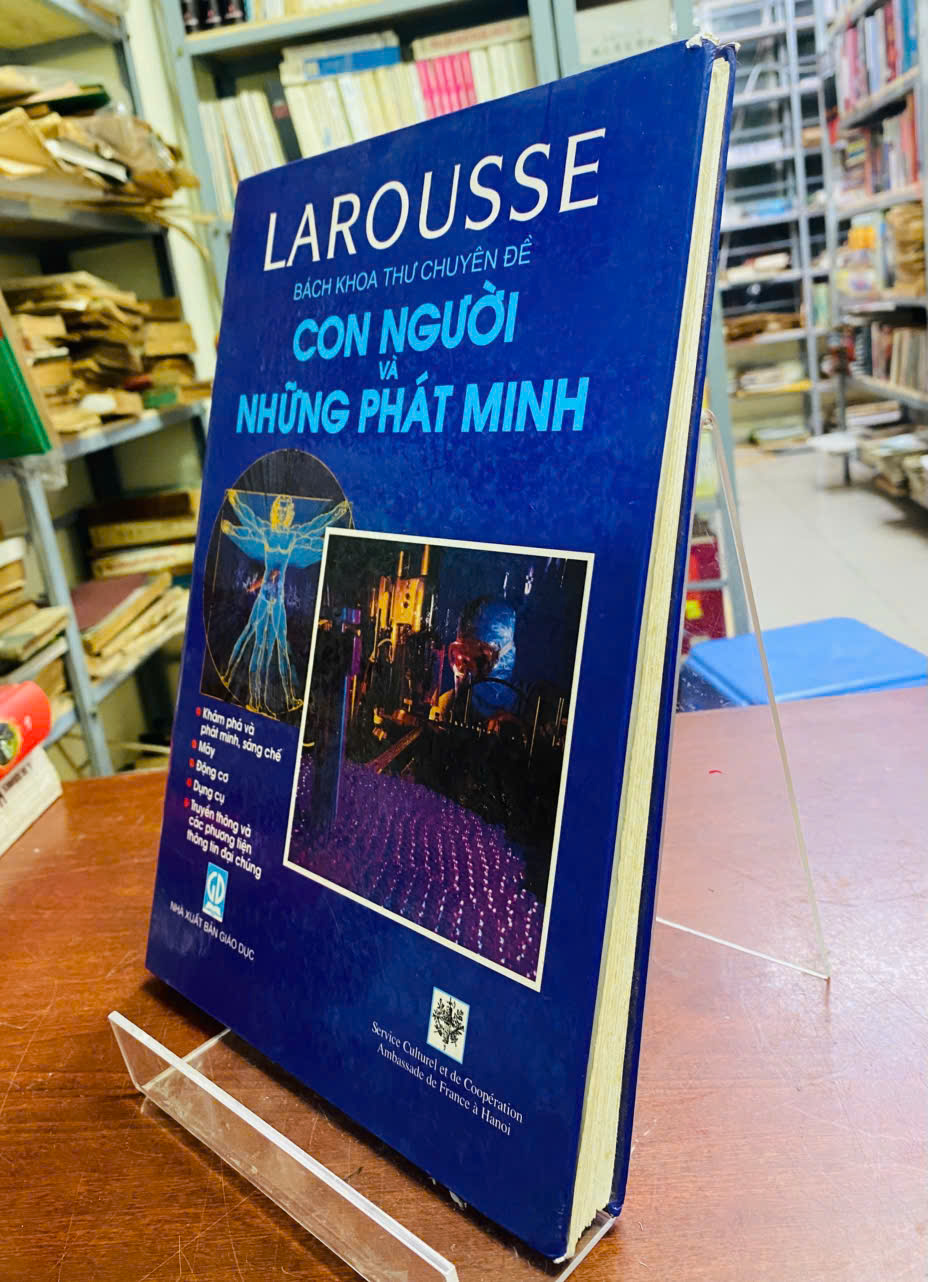 LAROUSSE
BÁCH KHOA THƯ CHUYÊN ĐỀ
CON NGƯỜI
VÀ
NHỮNG PHÁT MINH
Khám phá và
phát minh, sáng chế
Máy
Động cơ
Dụng cụ
Truyền thông và
các phương tiện
thông tin đại chúng
GD
NHÀ XUẤT BẢN GIÁO DỤC
Service Culturel et de Coopération
Ambassade de France à Hanoi